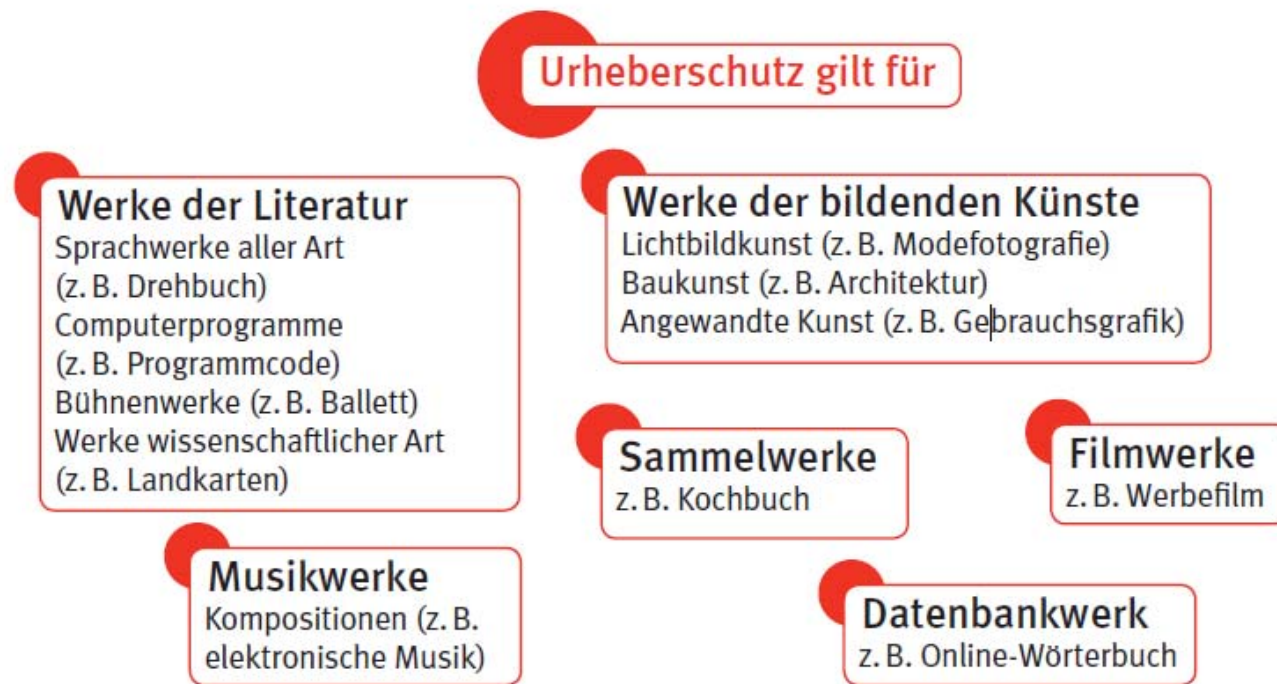 Urheberschutz gilt für
Werke der Literatur
Sprachwerke aller Art
(z. B. Drehbuch)
Computerprogramme
(z. B. Programmcode)
Bühnenwerke (z. B. Ballett)
Werke wissenschaftlicher Art
(z. B. Landkarten)
Werke der bildenden Künste
Lichtbildkunst (z. B. Modefotografie)
Baukunst (z. B. Architektur)
Angewandte Kunst (z. B. Gebrauchsgrafik)
Sammelwerke
z. B. Kochbuch
Filmwerke
z. B. Werbefilm
Musikwerke
Kompositionen (z. B.
elektronische Musik)
Datenbankwerk
z. B. Online-Wörterbuch